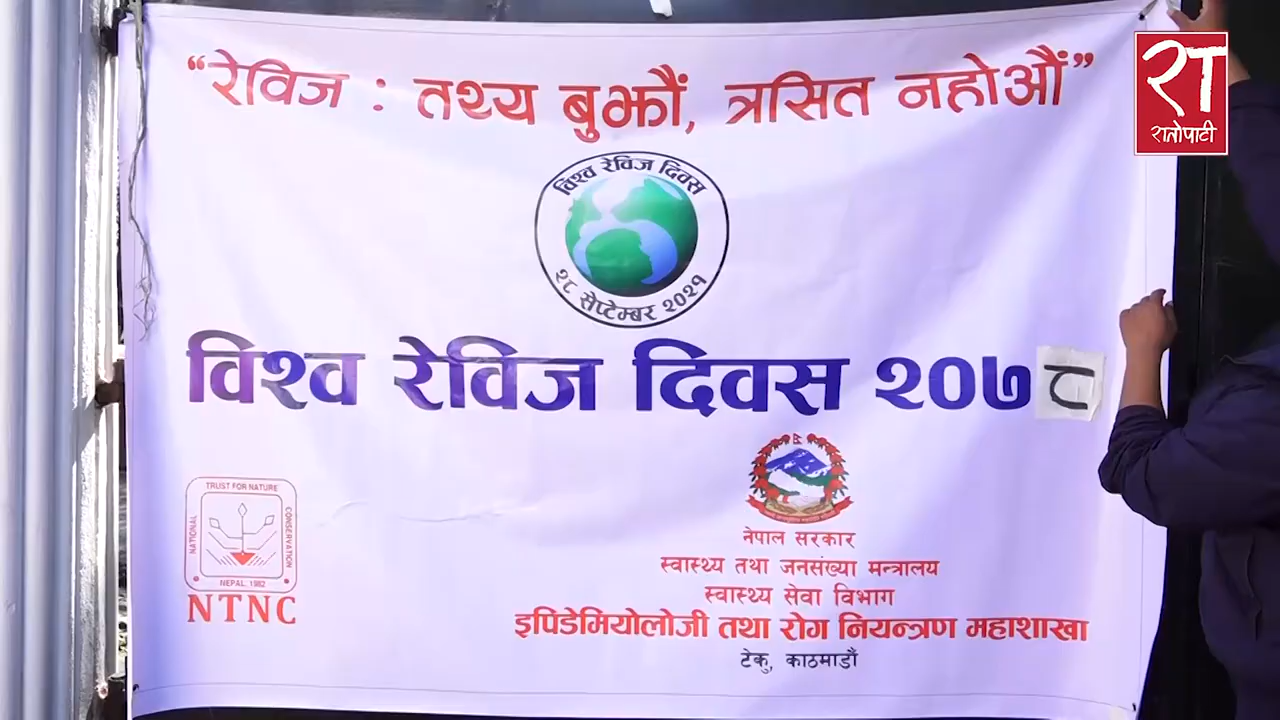 “रेविज : तथ्य बुझौं, त्रसित नहोऔं”
रा
रातोपाटी
विश्व रेविज दिवस
२८ सेप्टेम्बर २०२१
विश्व रेविज दिवस २०७८
TRUST FOR NATURE
NATIONAL
CONSERVATION
NEPAL. 1982
NTNC
नेपाल सरकार
स्वास्थ्य तथा जनसंख्या मन्त्रालय
स्वास्थ्य सेवा विभाग
इपिडेमियोलोजी तथा रोग नियन्त्रण महाशाखा
टेकु, काठमाडौं